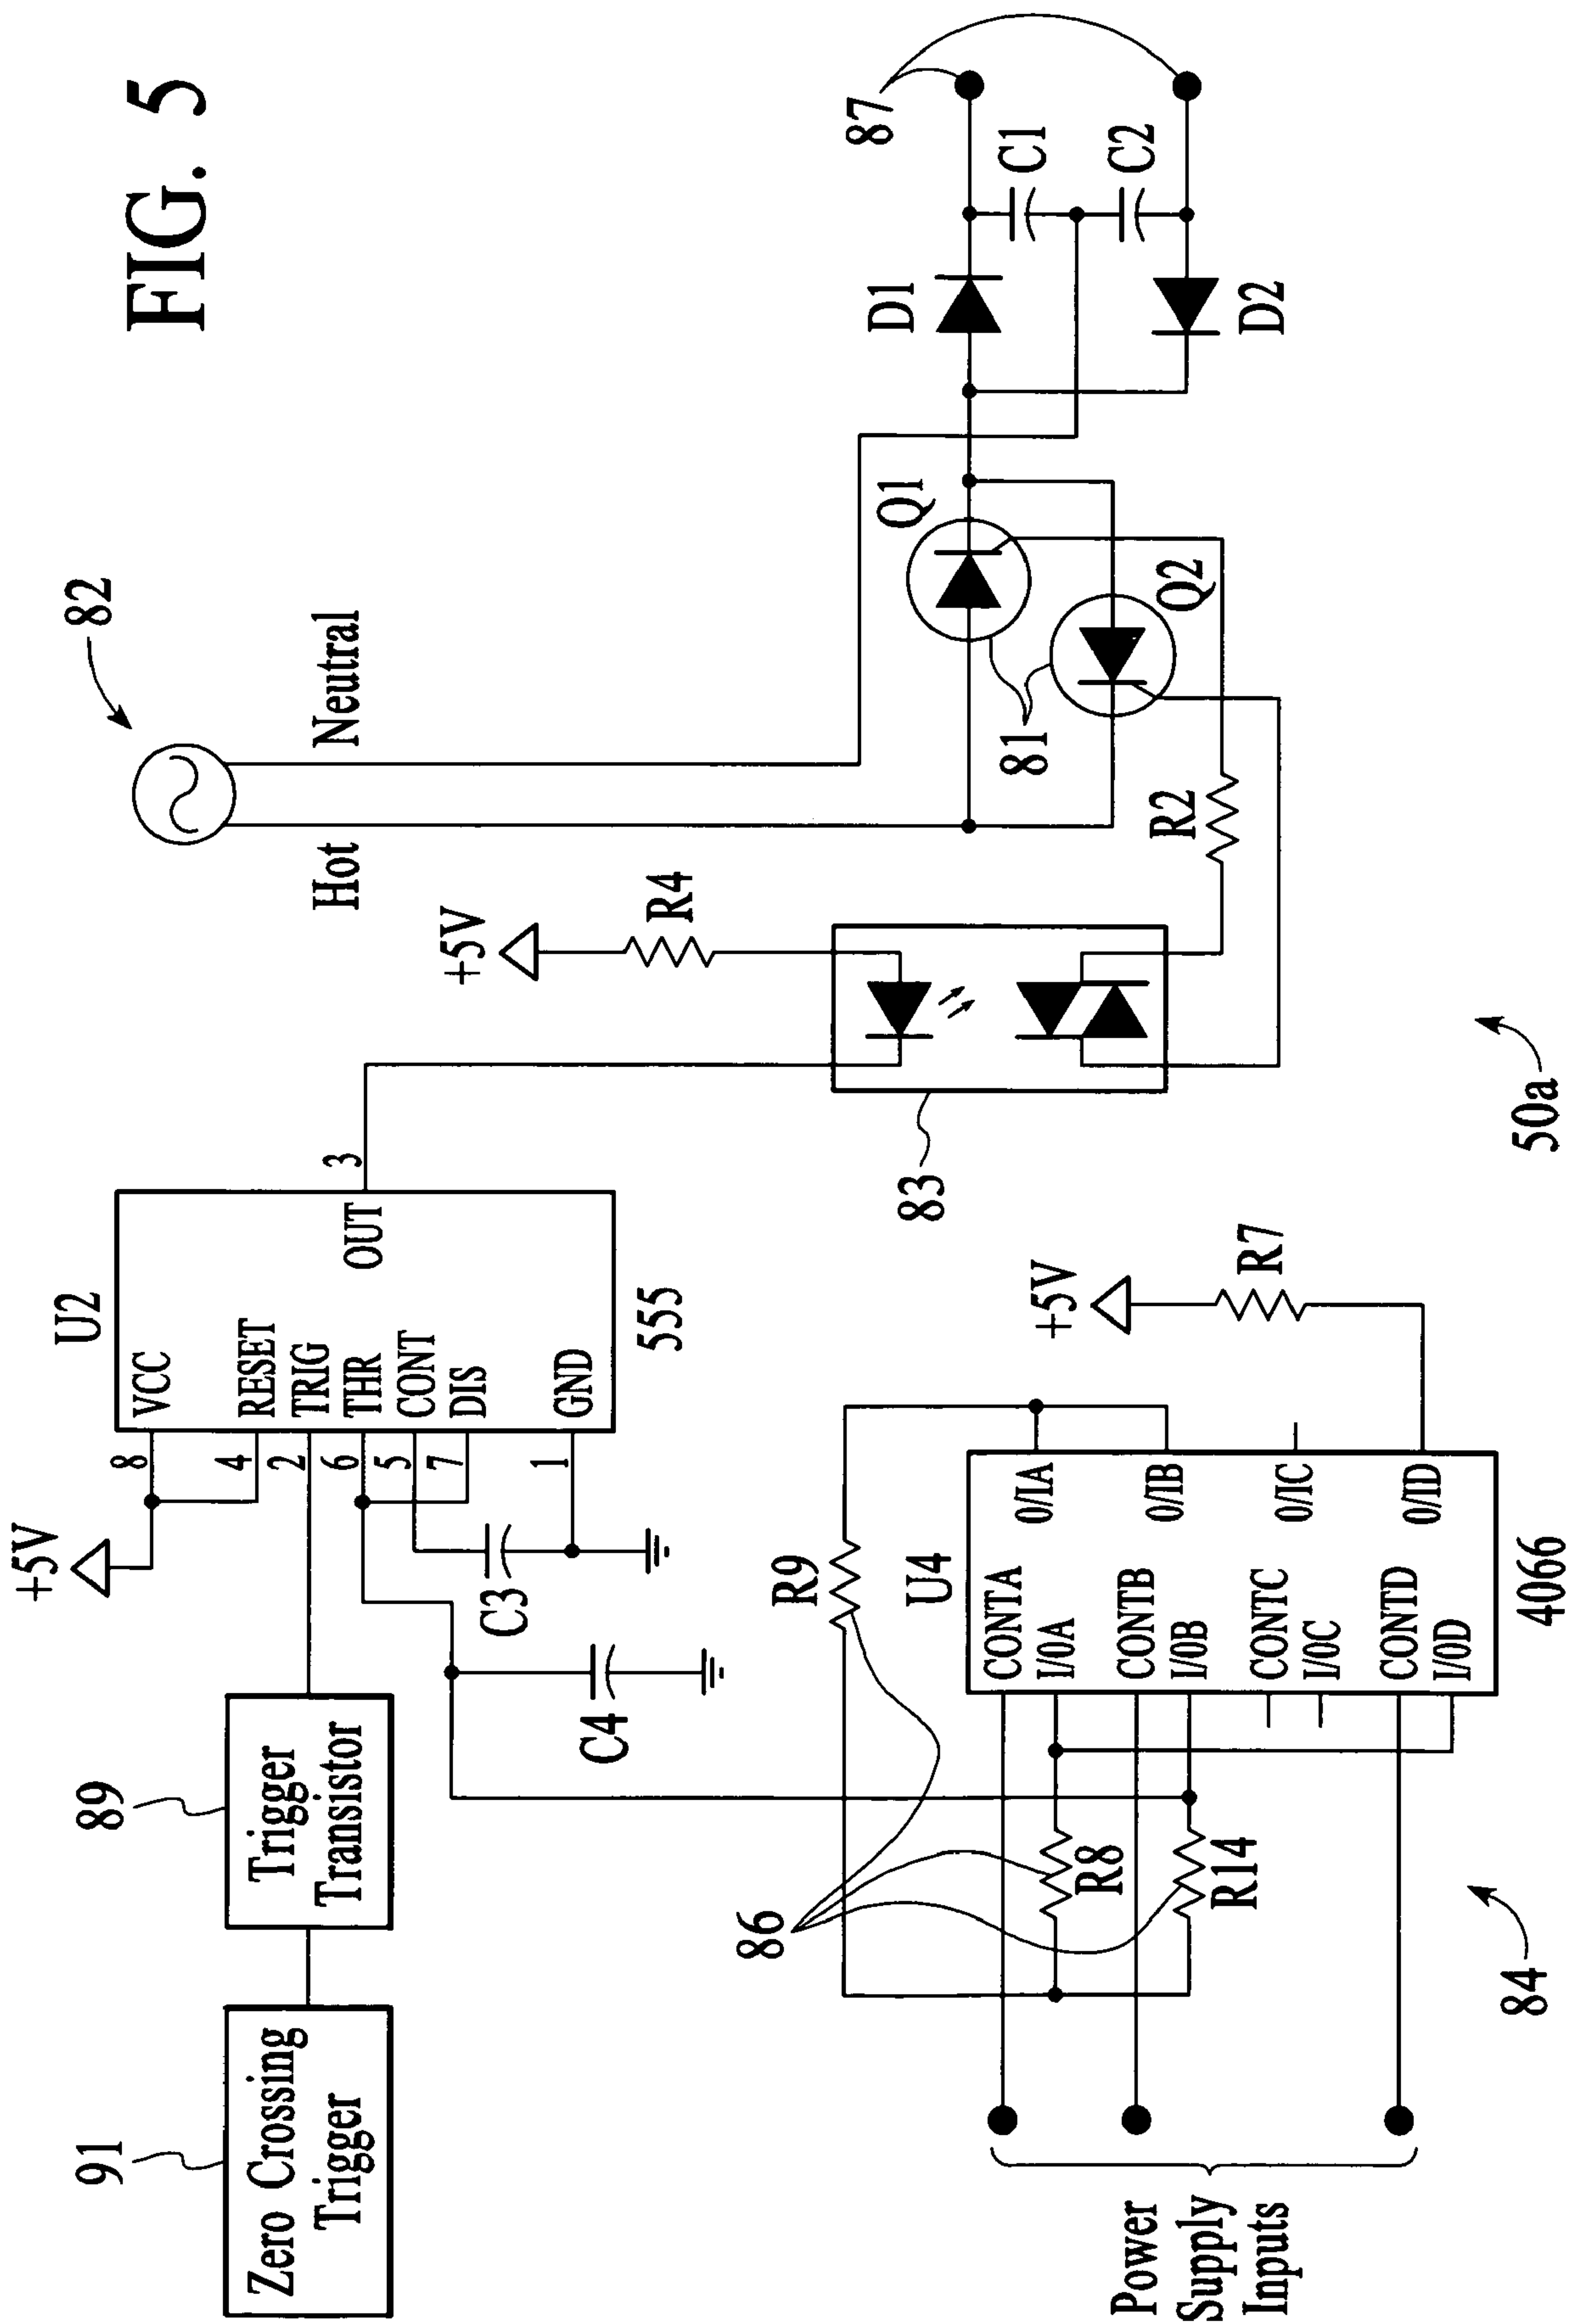 FIG. 5
91
Zero Crossing
Trigger
89
Trigger
Transistor
+5V
U2
VCC
RESET
TRIG
THR
CONT
DIS
GND
OUT
555
8
4
2
6
5
7
1
3
C3
C4
82
Hot
Neutral
+5V
R4
83
R2
81
Q1
Q2
D1
D2
C1
C2
87
Power
Supply
Inputs
84
86
R8
R14
R9
U4
CONTA
I/0A
CONTB
I/0B
CONTC
I/0C
CONTD
I/0D
0/IA
0/IB
0/IC
0/ID
4066
+5V
R7
50a